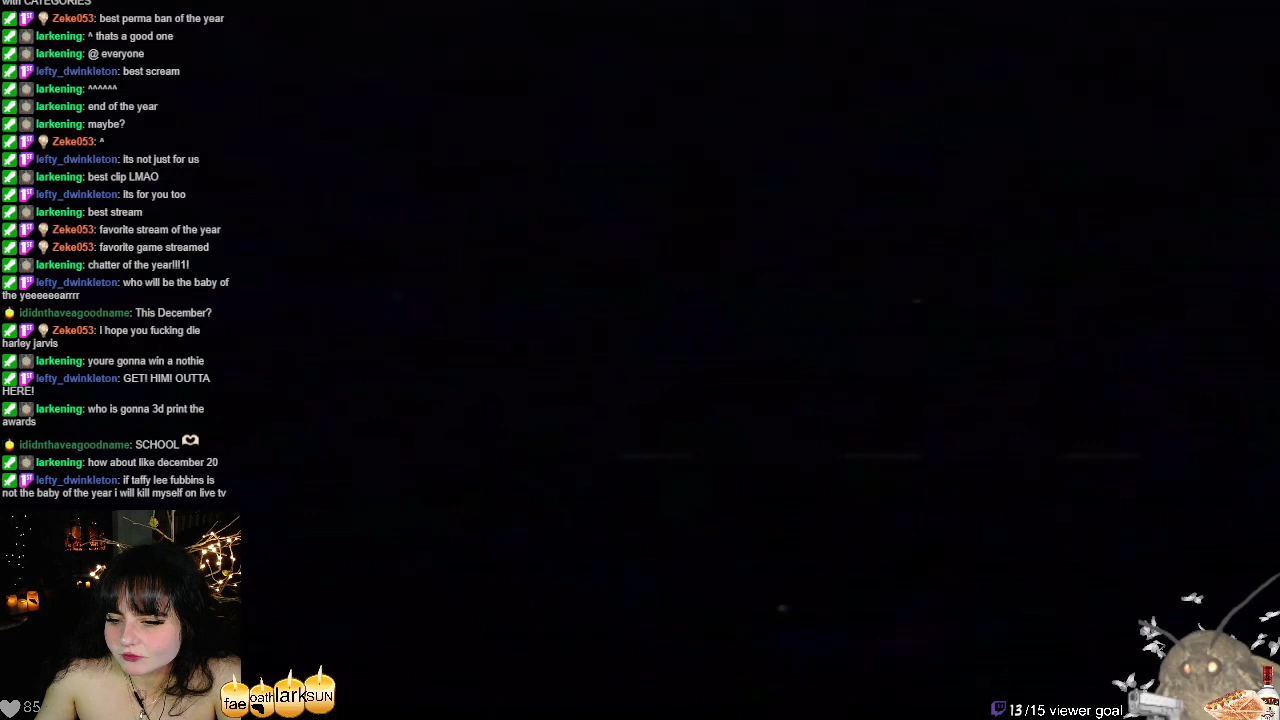 with CATEGORIES
Zeke053: best perma ban of the year
larkening: ^ thats a good one
larkening: @ everyone
lefty_dwinkleton: best scream
larkening: ^^^^^^
larkening: end of the year
larkening: maybe?
Zeke053: ^
lefty_dwinkleton: its not just for us
larkening: best clip LMAO
lefty_dwinkleton: its for you too
larkening: best stream
Zeke053: favorite stream of the year
Zeke053: favorite game streamed
larkening: chatter of the year!!!1!
lefty_dwinkleton: who will be the baby of
the yeeeeeearrrr
ididnthaveagoodname: This December?
Zeke053: i hope you fucking die
harley jarvis
larkening: youre gonna win a nothie
lefty_dwinkleton: GET! HIM! OUTTA
HERE!
larkening: who is gonna 3d print the
awards
ididnthaveagoodname: SCHOOL
larkening: how about like december 20
lefty_dwinkleton: if taffy lee fubbins is
not the baby of the year i will kill myself on live tv
fae oath lark SUN
85
13 /15 viewer goal